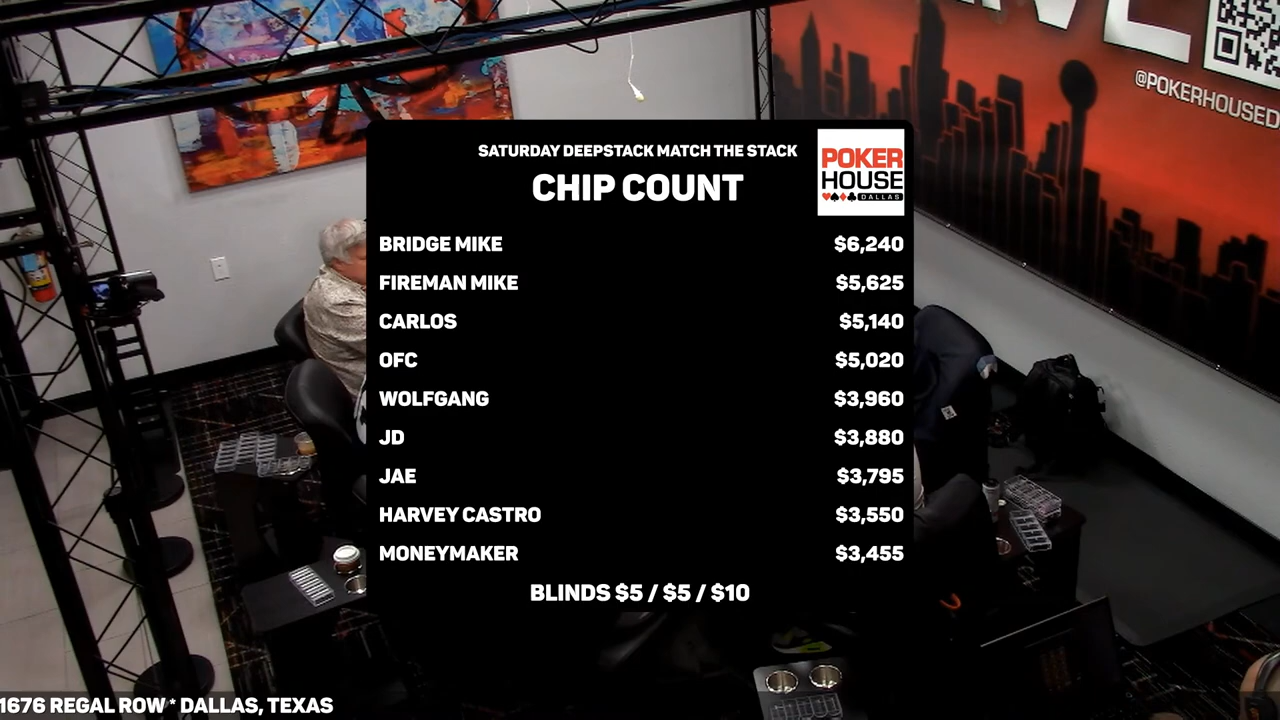 @POKERHOUSED
SATURDAY DEEPSTACK MATCH THE STACK
CHIP COUNT
POKER
HOUSE
DALLAS
BRIDGE MIKE $6,240
FIREMAN MIKE $5,625
CARLOS $5,140
OFC $5,020
WOLFGANG $3,960
JD $3,880
JAE $3,795
HARVEY CASTRO $3,550
MONEYMAKER $3,455
BLINDS $5 / $5 / $10
1676 REGAL ROW * DALLAS, TEXAS